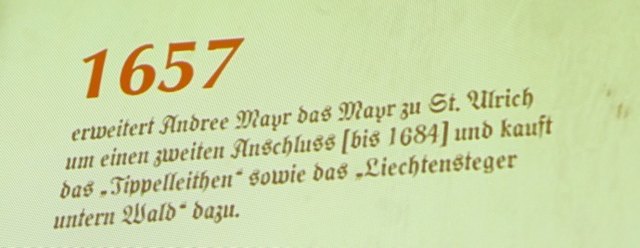 1657
erweitert Andree Mayr das Mayr zu St. Ulrich
um einen zweiten Anschluss [bis 1684] und kauft
das „Tippelleithen“ sowie das „Liechtensteger
untern Wald“ dazu.